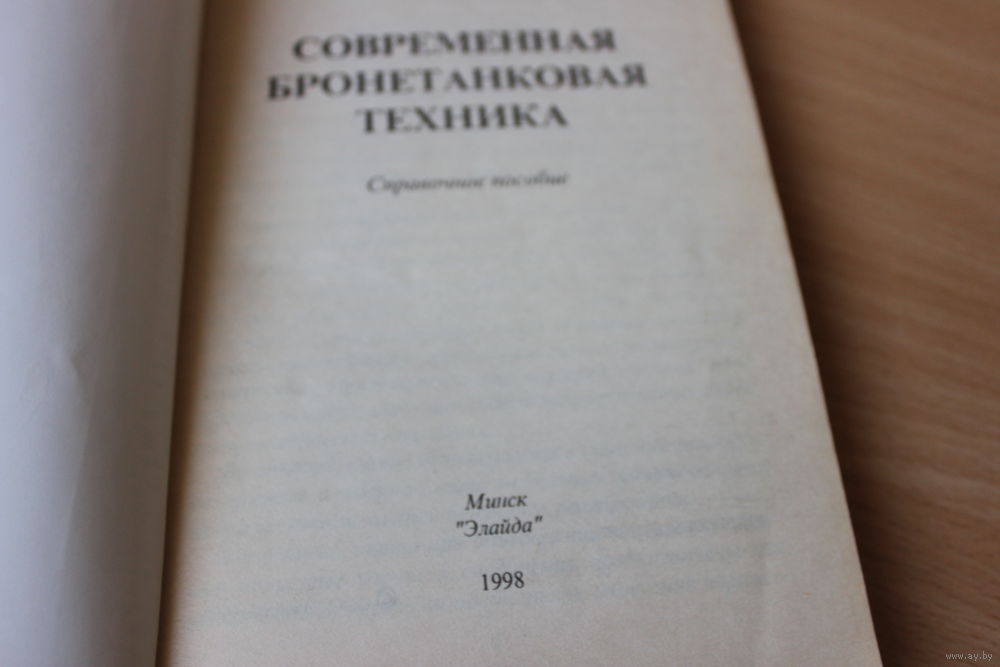 СОВРЕМЕННАЯ
БРОНЕТАНКОВАЯ
ТЕХНИКА
Справочное пособие
Минск
"Элайда"
1998
©
www.ay.by